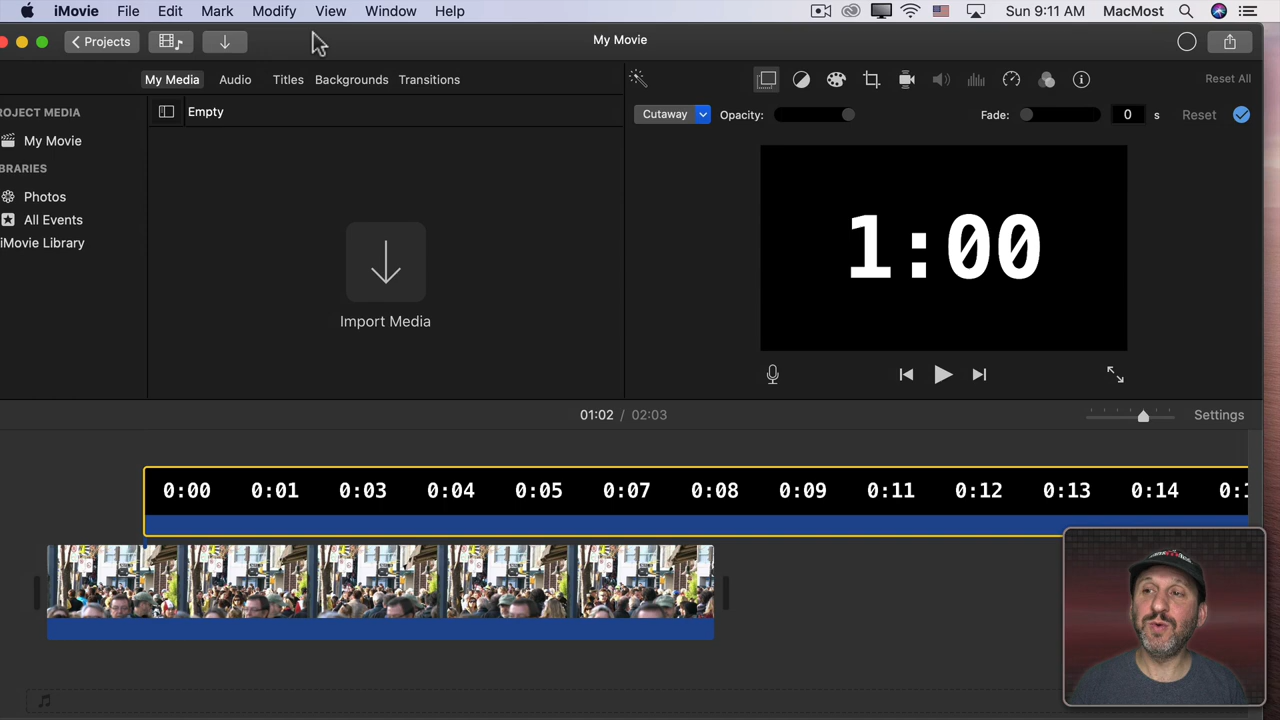 iMovie File Edit Mark Modify View Window Help Sun 9:11 AM MacMost
Projects My Movie
My Media Audio Titles Backgrounds Transitions Reset All
ROJECT MEDIA Empty Cutaway Opacity: Fade: 0 s Reset
My Movie
IBRARIES
Photos
All Events
iMovie Library
Import Media
1:00
01:02 / 02:03 Settings
0:00 0:01 0:03 0:04 0:05 0:07 0:08 0:09 0:11 0:12 0:13 0:14 0:1